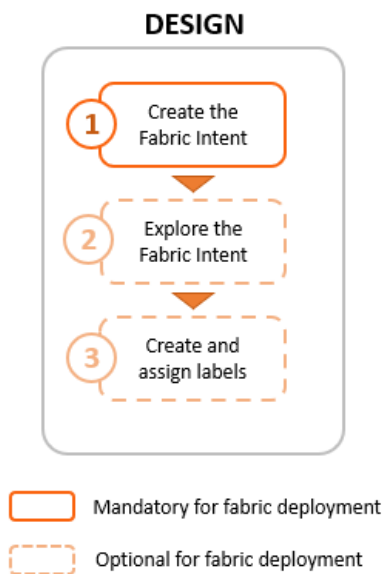 DESIGN
1
Create the
Fabric Intent
2
Explore the
Fabric Intent
3
Create and
assign labels
Mandatory for fabric deployment
Optional for fabric deployment